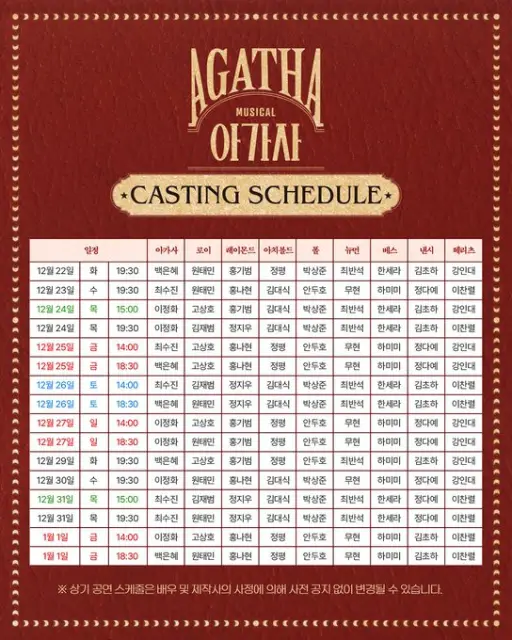 AGATHA
MUSICAL
아가사
CASTING SCHEDULE
일정 아가사 로이 레이몬드 아치볼드 폴 뉴먼 베스 낸시 헤리츠
12월 22일 화 19:30 백은혜 원태민 홍기범 정평 박상준 최반석 한세라 김초하 강인대
12월 23일 수 19:30 최수진 원태민 홍나현 김대식 안두호 무현 하미미 정다예 이찬렬
12월 24일 목 15:00 이정화 고상호 홍기범 김대식 박상준 최반석 한세라 김초하 강인대
12월 24일 목 19:30 이정화 김재범 정지우 김대식 박상준 최반석 한세라 김초하 이찬렬
12월 25일 금 14:00 최수진 고상호 홍나현 정평 안두호 무현 하미미 정다예 강인대
12월 25일 금 18:30 백은혜 고상호 홍기범 정평 안두호 무현 하미미 김초하 강인대
12월 26일 토 14:00 최수진 김재범 정지우 김대식 박상준 최반석 한세라 정다예 이찬렬
12월 26일 토 18:30 백은혜 원태민 정지우 김대식 박상준 최반석 한세라 김초하 이찬렬
12월 27일 일 14:00 이정화 고상호 홍기범 정평 안두호 무현 하미미 정다예 강인대
12월 27일 일 18:30 이정화 원태민 홍나현 정평 안두호 무현 하미미 정다예 강인대
12월 29일 화 19:30 백은혜 고상호 홍기범 정평 안두호 최반석 하미미 김초하 강인대
12월 30일 수 19:30 이정화 원태민 홍나현 정평 안두호 무현 하미미 정다예 강인대
12월 31일 목 15:00 최수진 김재범 정지우 김대식 박상준 최반석 한세라 정다예 이찬렬
12월 31일 목 19:30 최수진 원태민 정지우 김대식 박상준 최반석 한세라 정다예 이찬렬
1월 1일 금 14:00 이정화 고상호 홍나현 정평 안두호 무현 하미미 김초하 이찬렬
1월 1일 금 18:30 백은혜 원태민 홍나현 정평 안두호 무현 하미미 김초하 이찬렬
※ 상기 공연 스케줄은 배우 및 제작사의 사정에 의해 사전 공지 없이 변경될 수 있습니다.